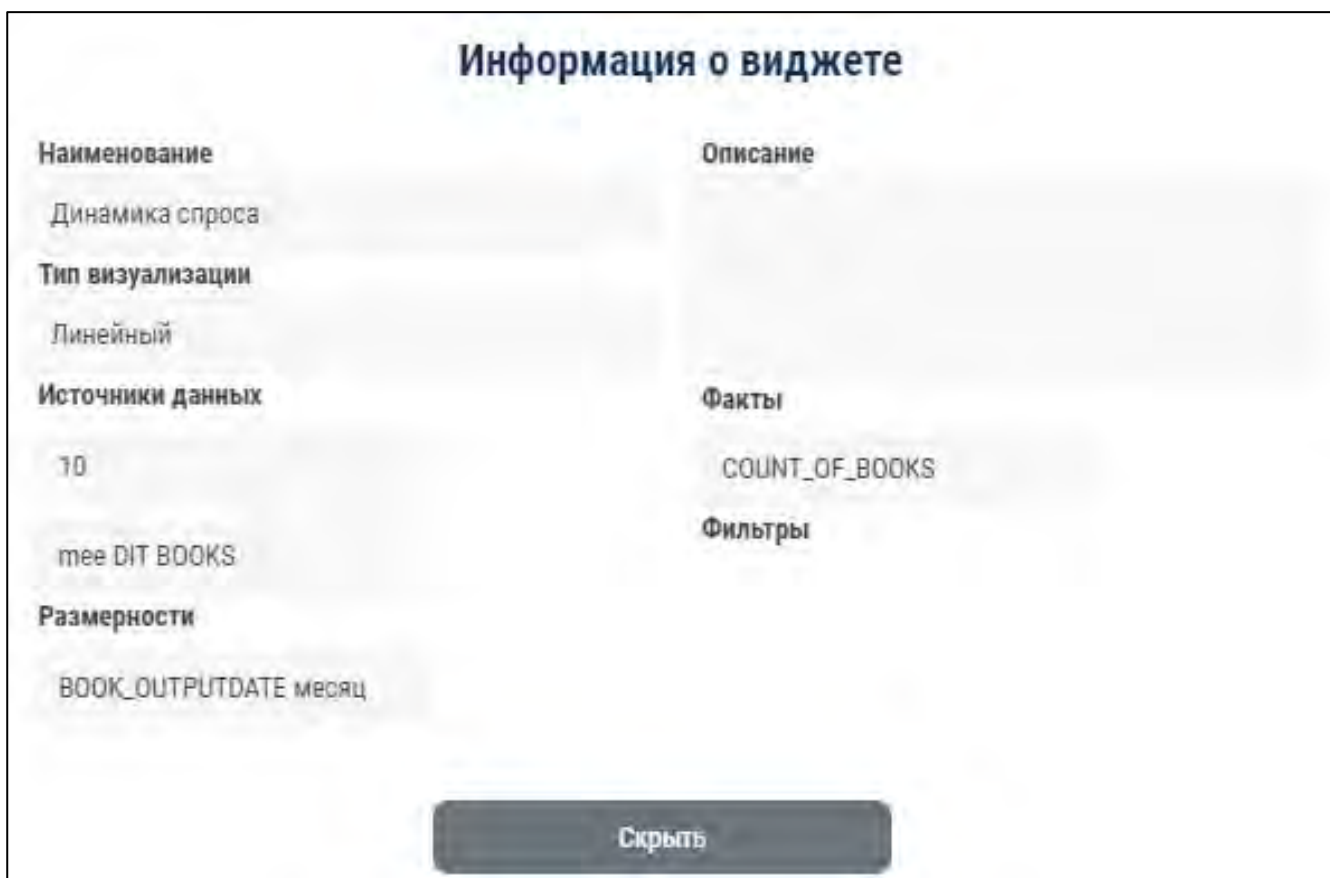 Информация о виджете
Наименование
Динамика спроса
Тип визуализации
Линейный
Источники данных
10
mee DIT BOOKS
Размерности
BOOK_OUTPUTDATE месяц
Описание
Факты
COUNT_OF_BOOKS
Фильтры
Скрыть